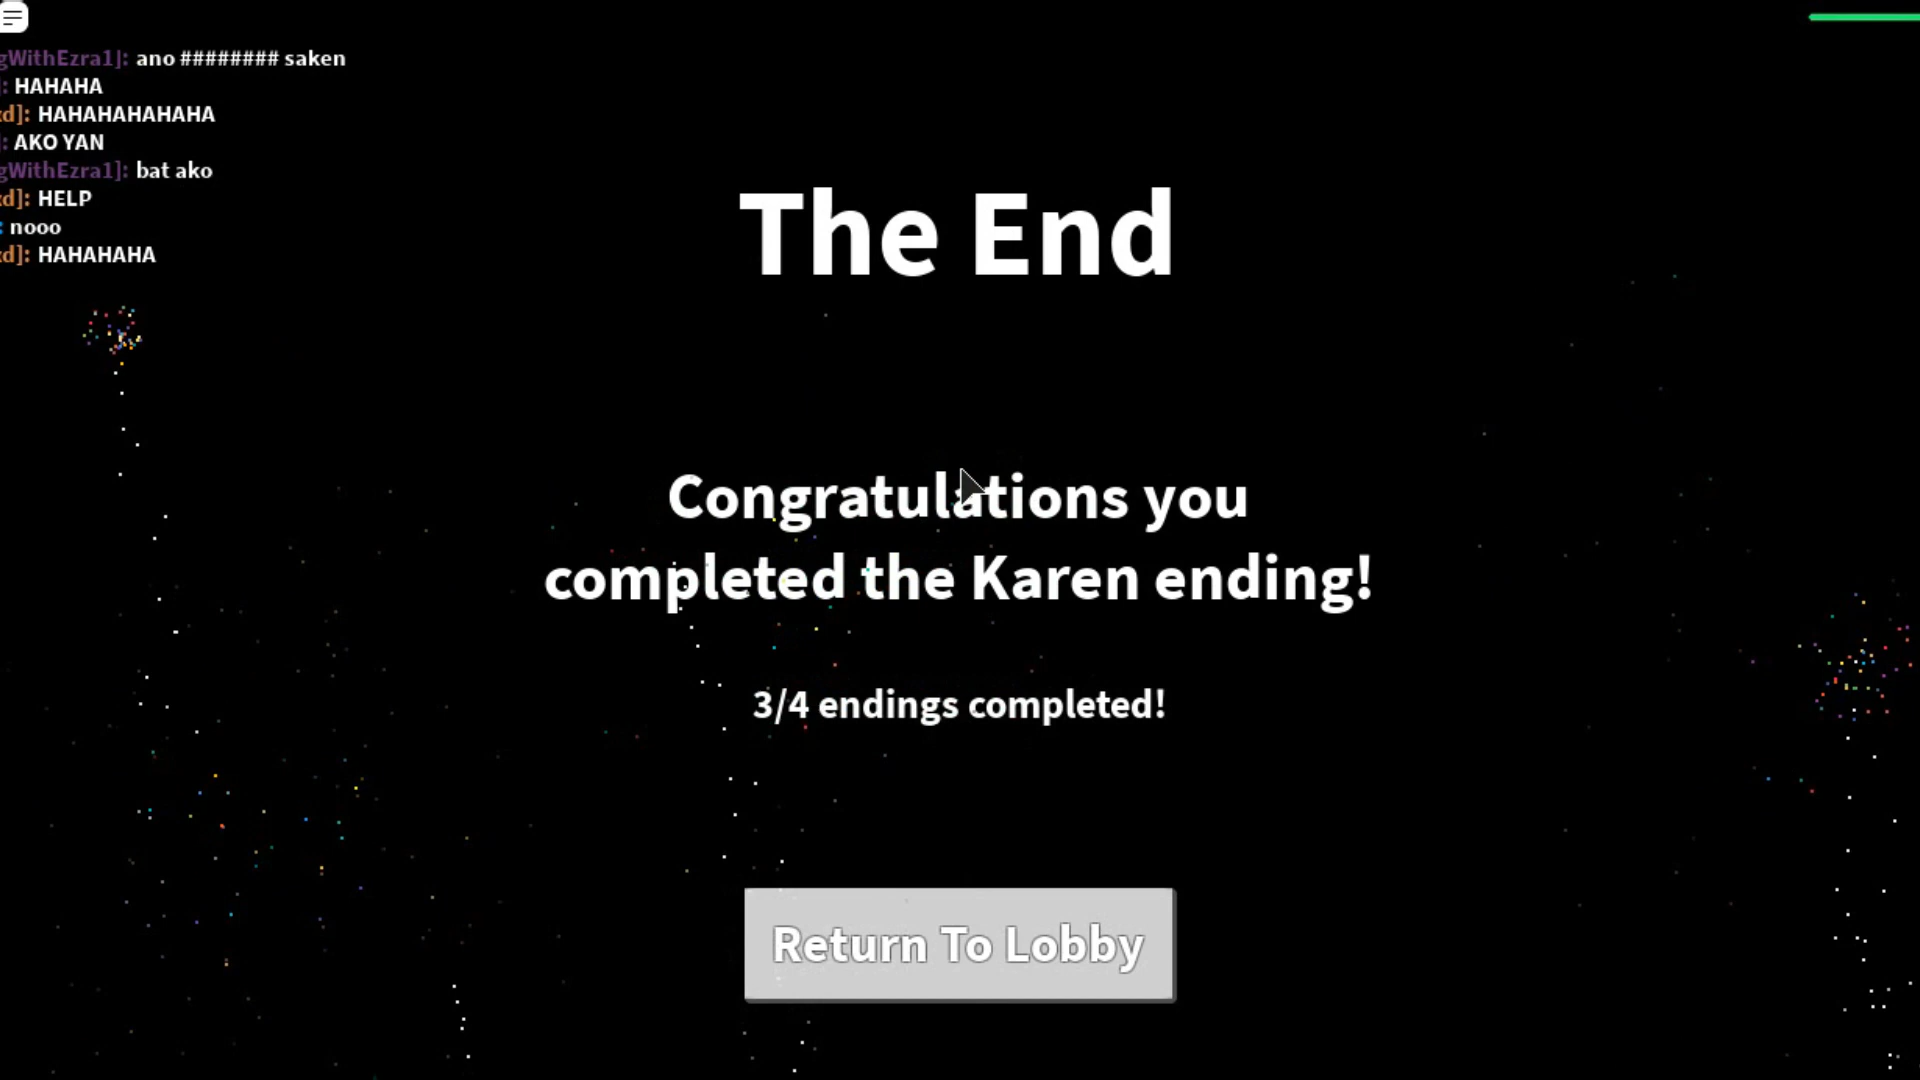 gWithEzra1]: ano ######## saken
]: HAHAHA
d]: HAHAHAHAHAHA
]: AKO YAN
gWithEzra1]: bat ako
d]: HELP
: nooo
d]: HAHAHAHA
The End
Congratulations you
completed the Karen ending!
3/4 endings completed!
Return To Lobby